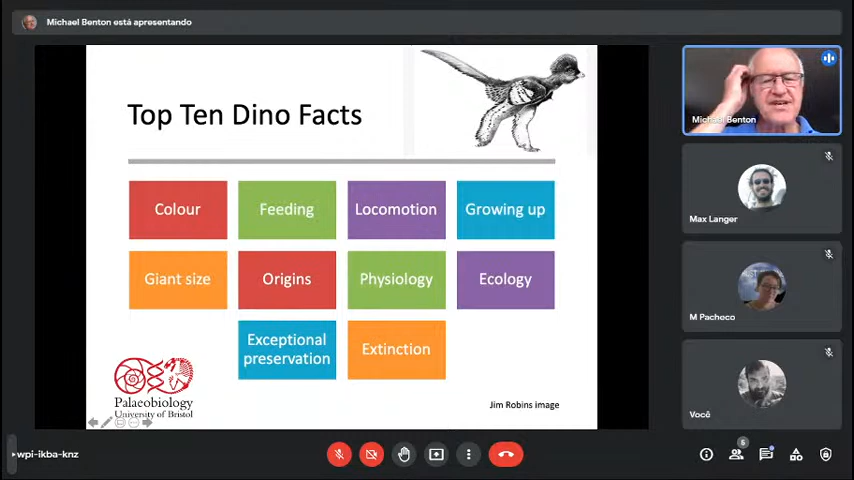 Michael Benton está apresentando
Top Ten Dino Facts
Colour
Feeding
Locomotion
Growing up
Giant size
Origins
Physiology
Ecology
Exceptional
preservation
Extinction
Palaeobiology
University of Bristol
Jim Robins image
Michael Benton
Max Langer
M Pacheco
Você
wpi-ikba-knz
6